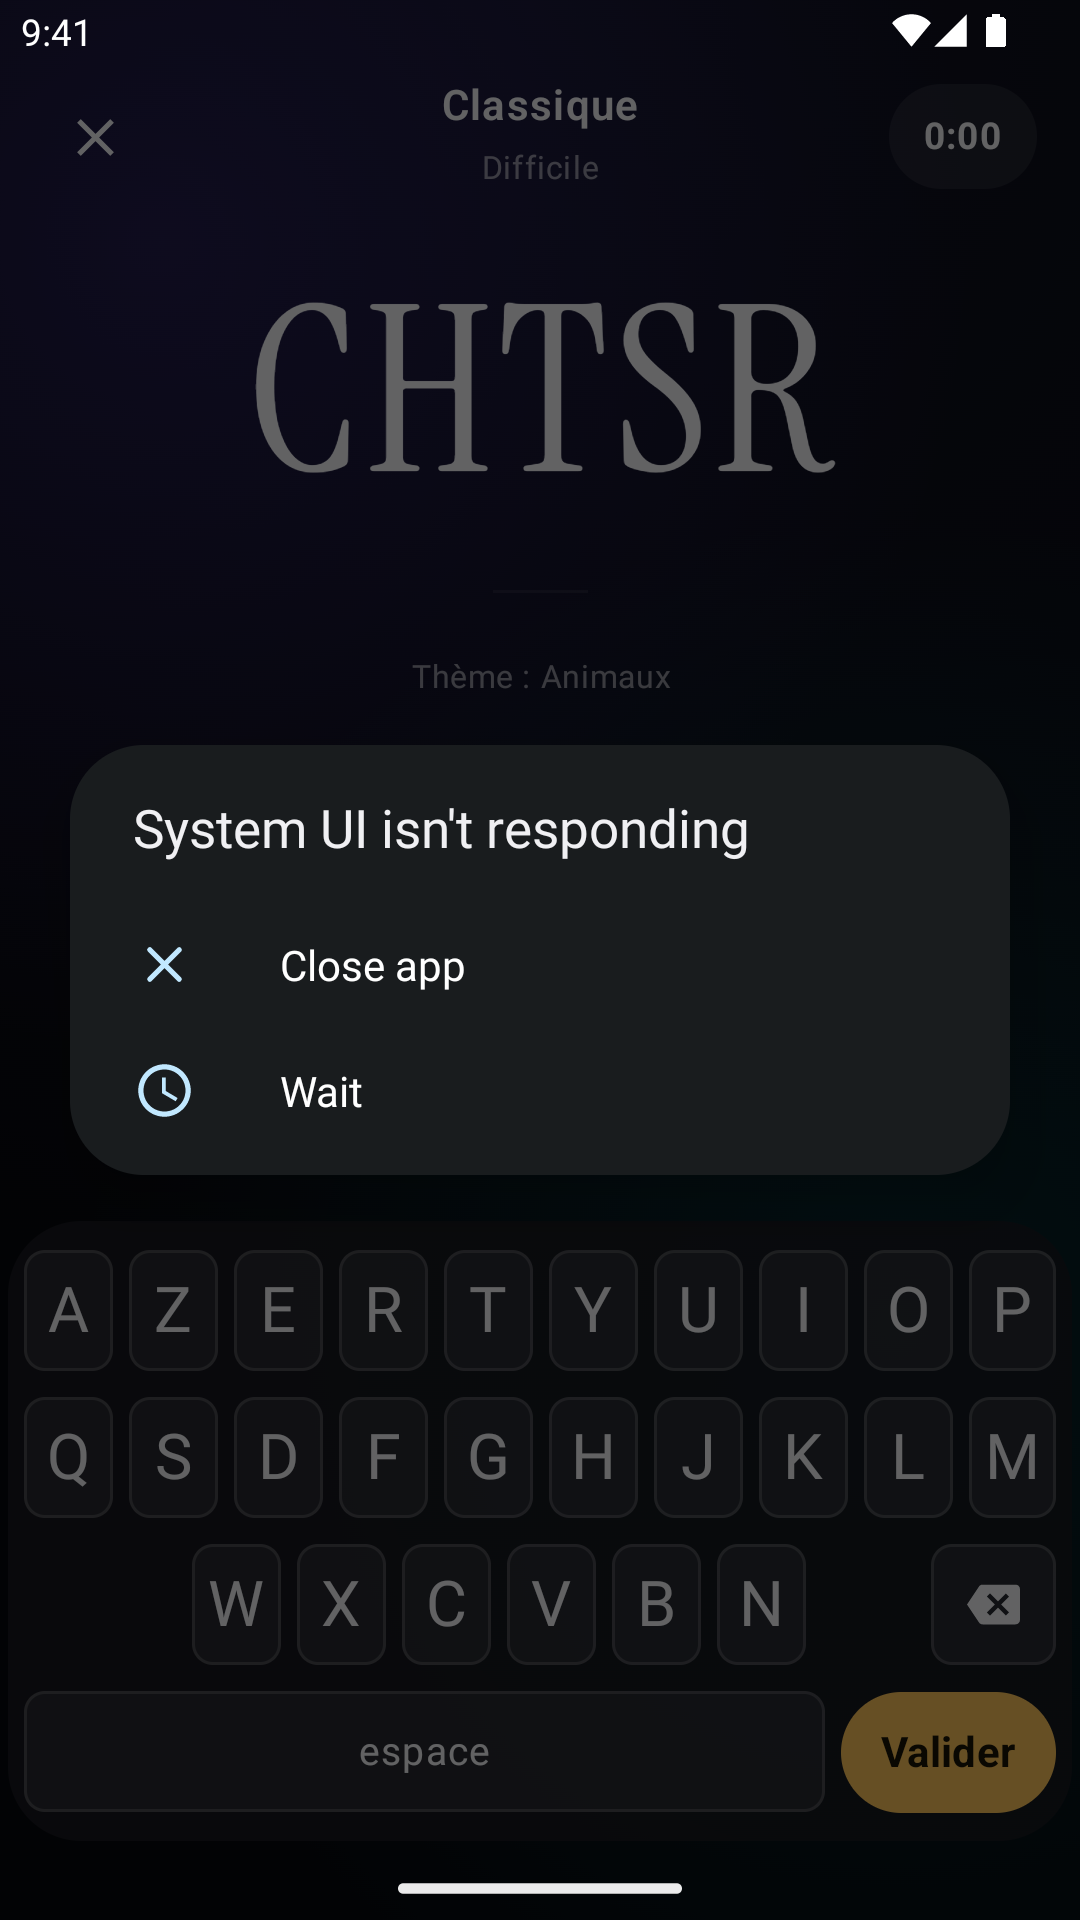 9:41
Classique
Difficile
0:00
CHTSR
Thème : Animaux
System UI isn't responding
Close app
Wait
A Z E R T Y U I O P
Q S D F G H J K L M
W X C V B N
espace
Valider